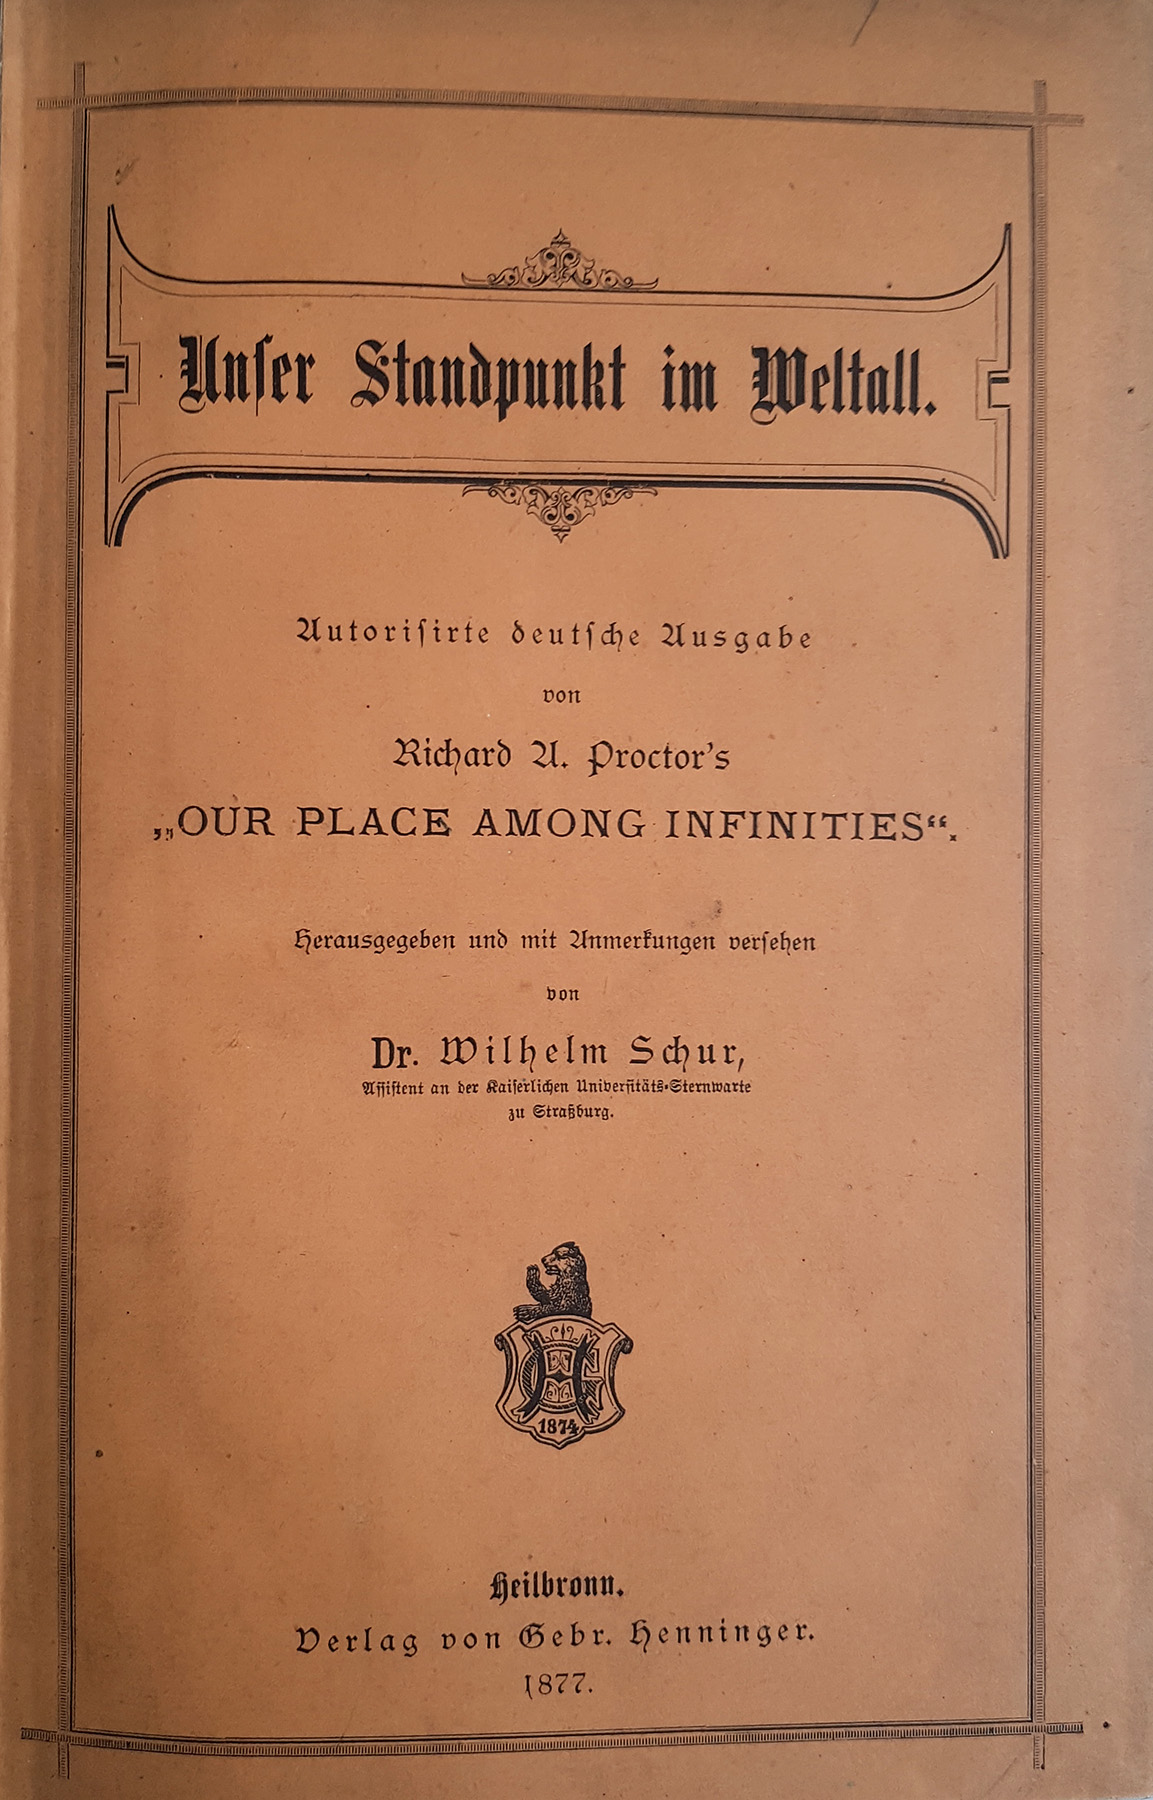 Unſer Standpunkt im Weltall.
Autoriſirte deutſche Ausgabe
von
Richard A. Proctor's
„OUR PLACE AMONG INFINITIES“.
Herausgegeben und mit Anmerkungen verſehen
von
Dr. Wilhelm Schur,
Aſſiſtent an der Kaiſerlichen Univerſitäts-Sternwarte
zu Straßburg.
1874
Heilbronn.
Verlag von Gebr. Henninger.
1877.